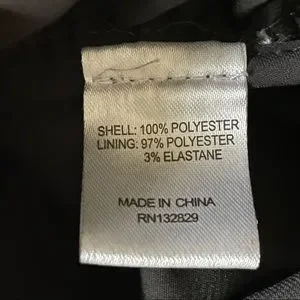 SHELL: 100% POLYESTER
LINING: 97% POLYESTER
3% ELASTANE
MADE IN CHINA
RN132829